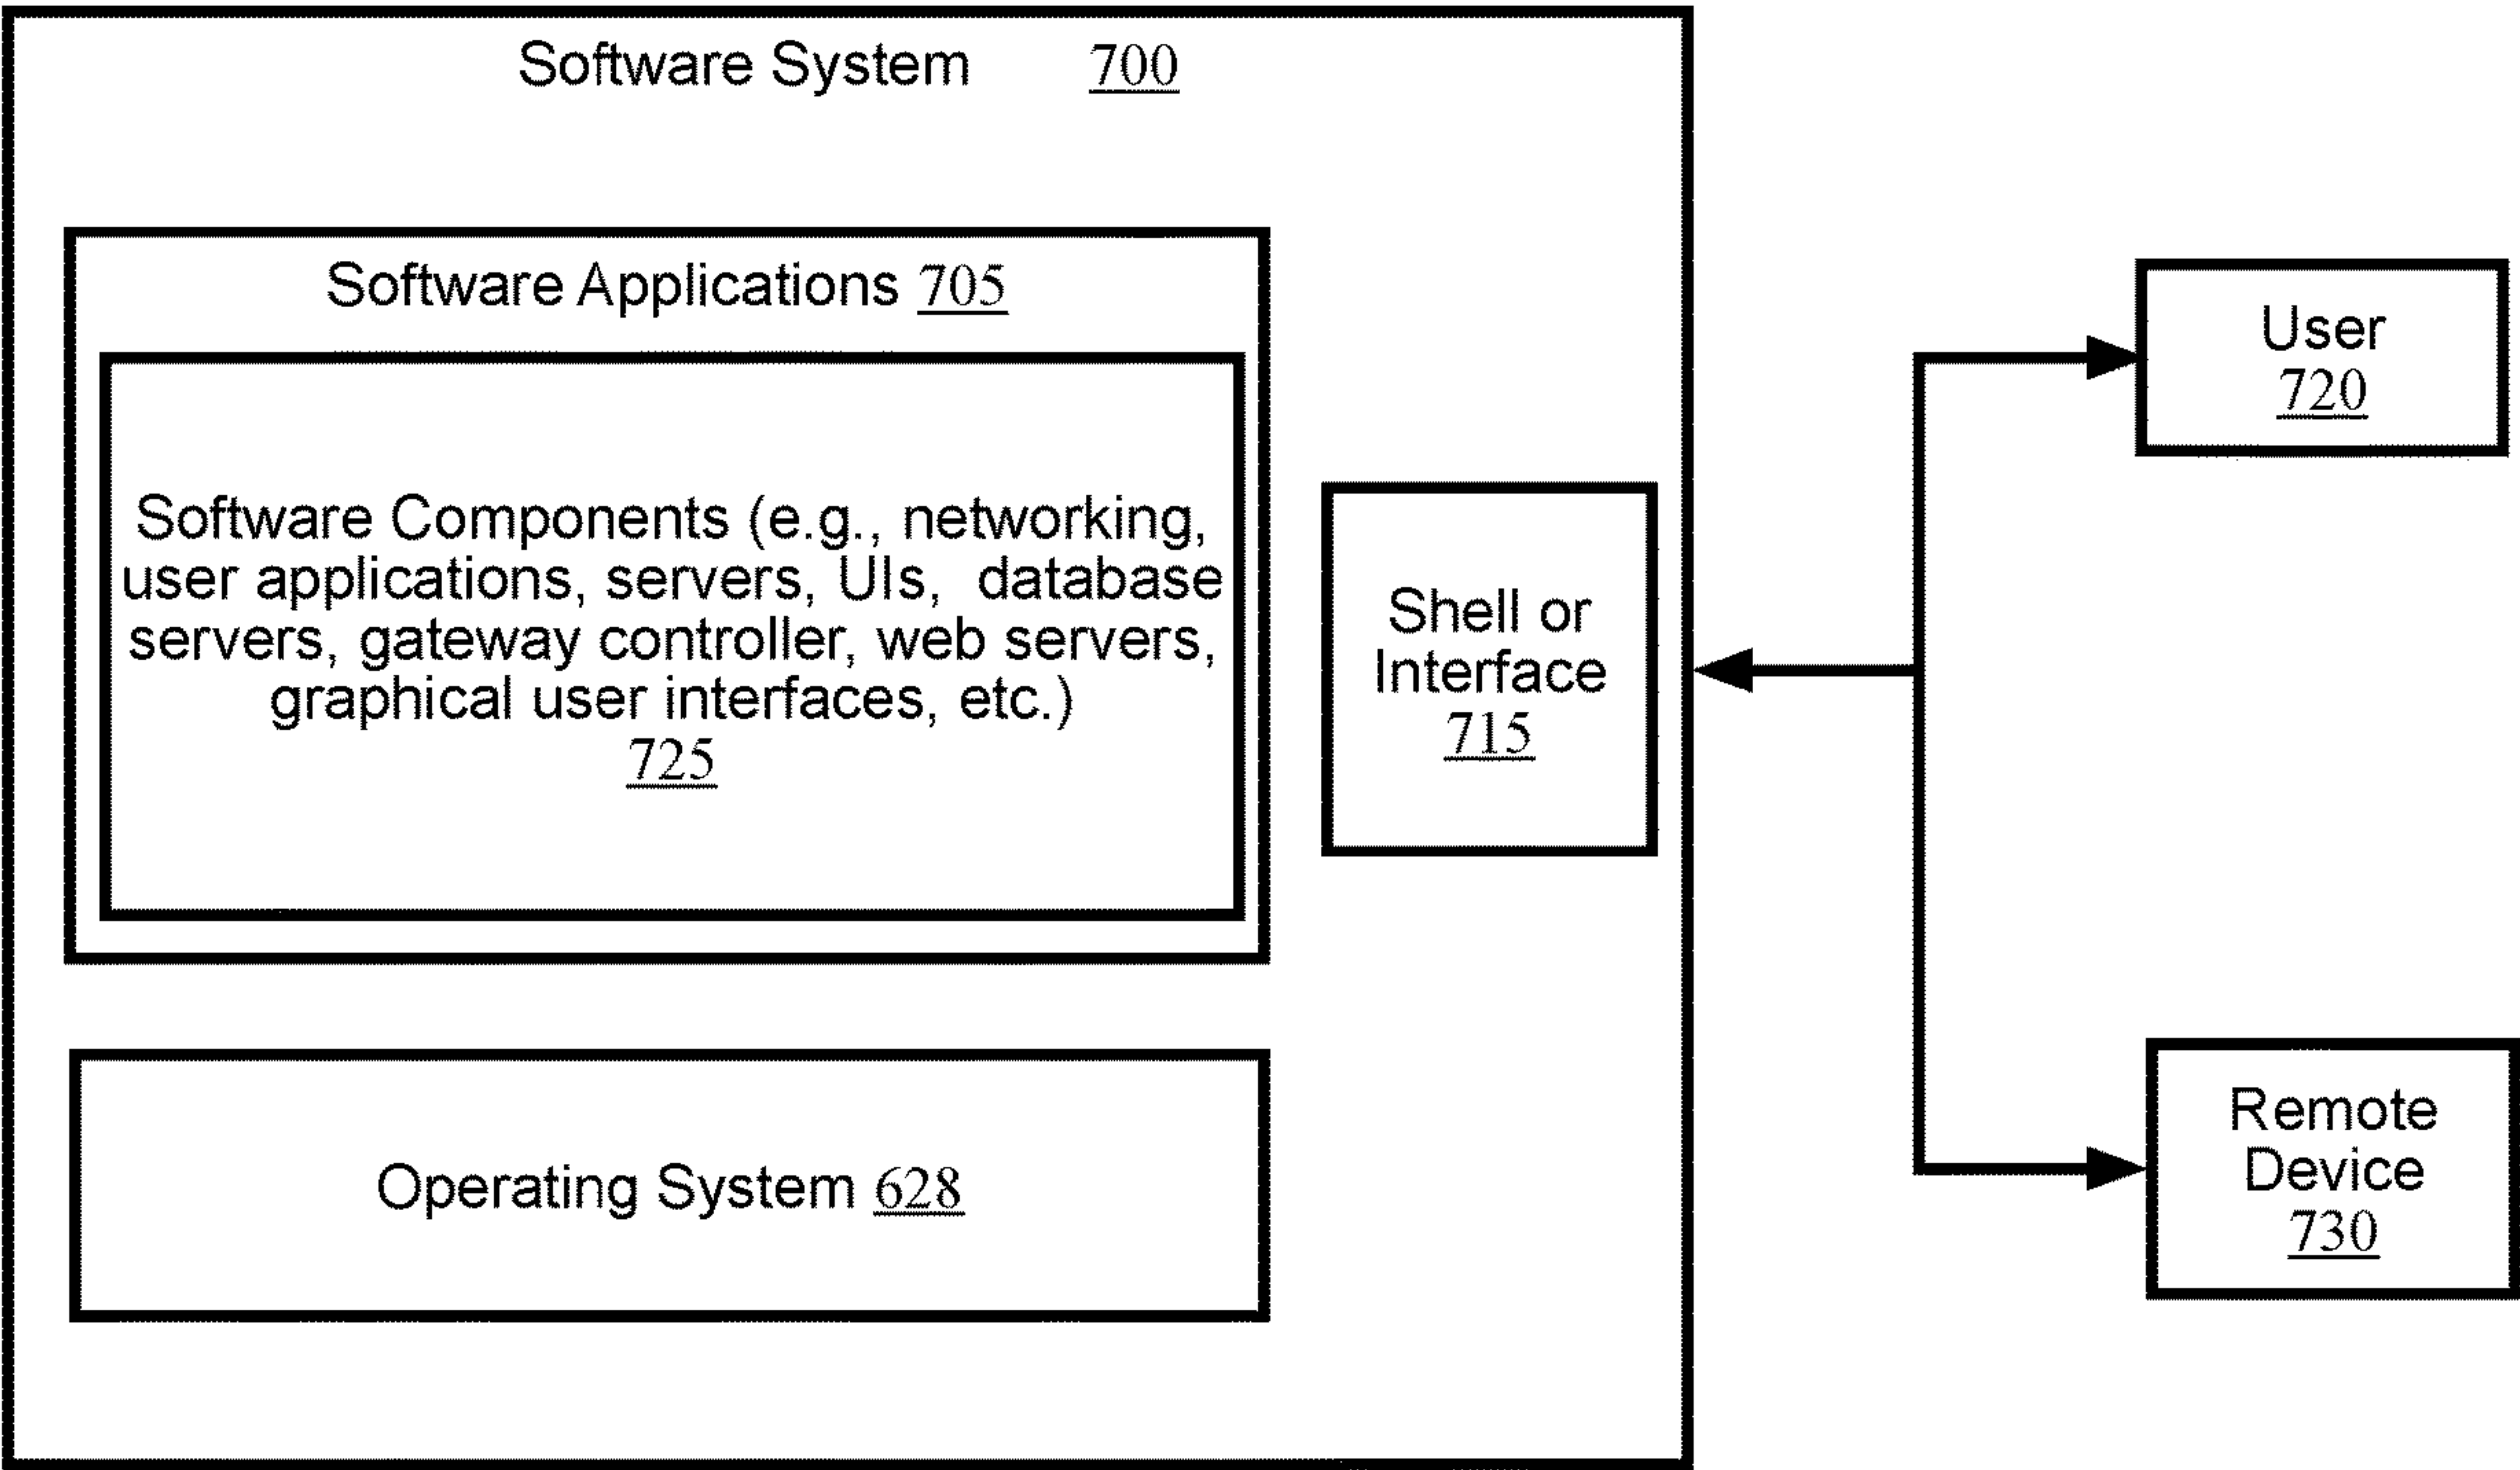 Software System 700
Software Applications 705
Software Components (e.g., networking,
user applications, servers, UIs, database
servers, gateway controller, web servers,
graphical user interfaces, etc.)
725
Shell or
Interface
715
Operating System 628
User
720
Remote
Device
730